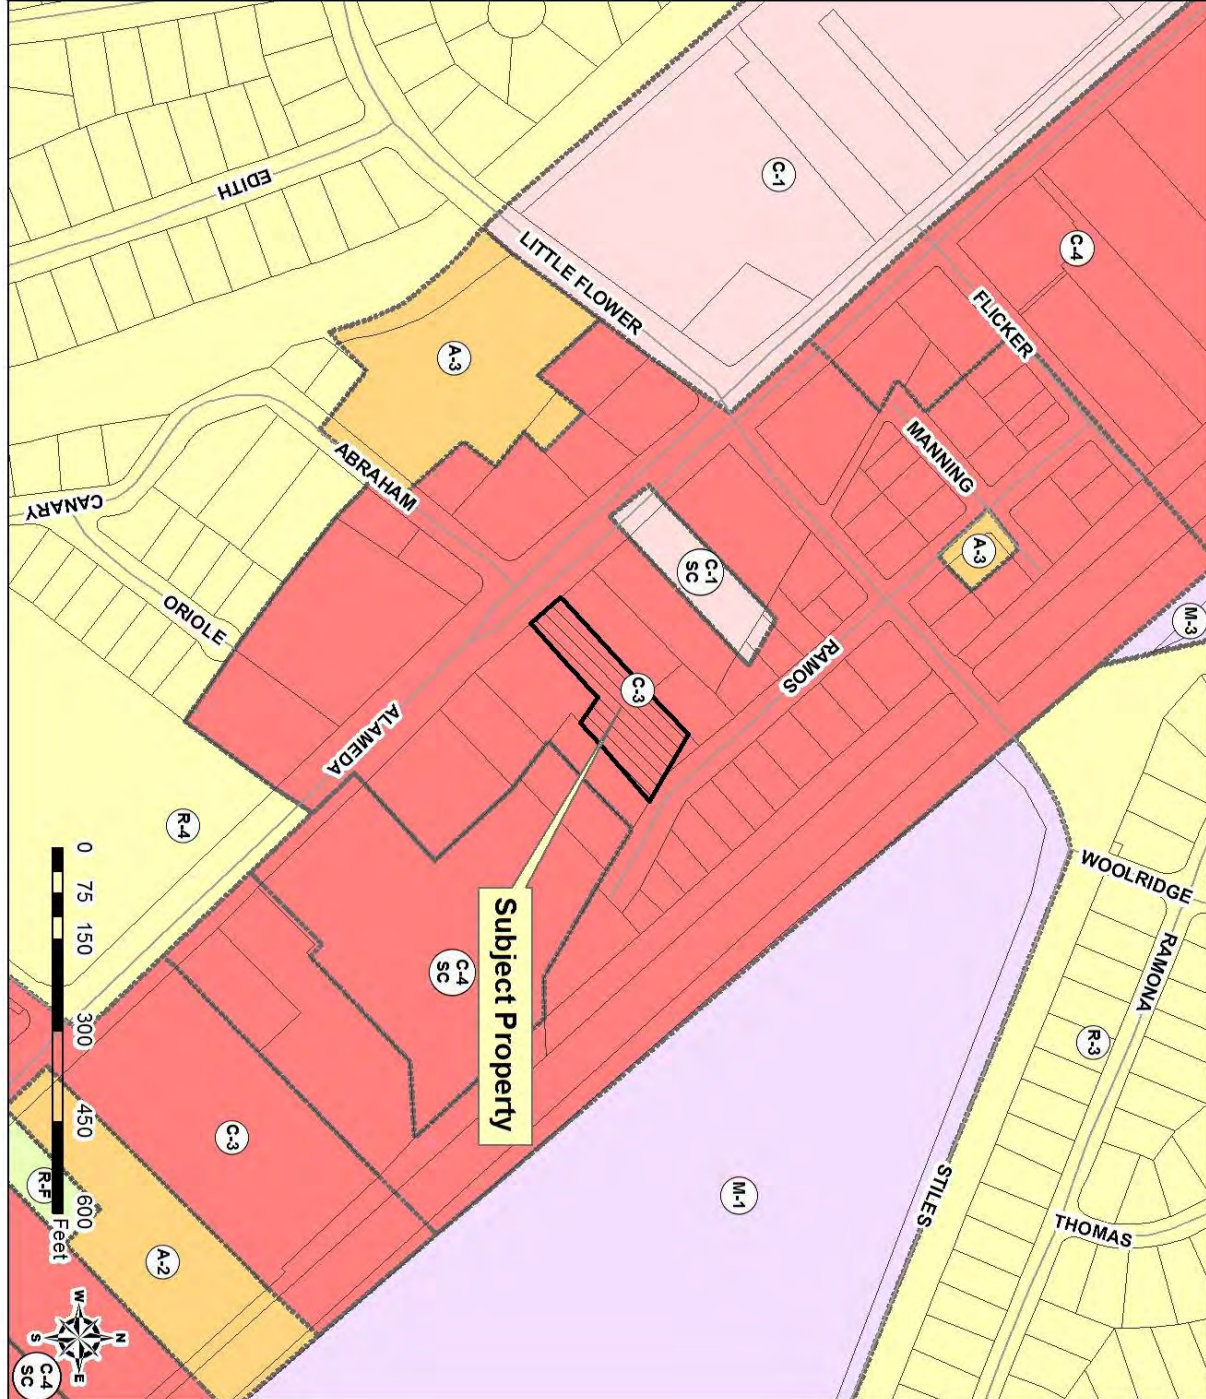 EDITH
LITTLE FLOWER
C-1
C-4
FLICKER
A-3
MANNING
ABRAHAM
CANARY
C-1
SC
A-3
M-3
ORIOLE
RAMOS
C-3
ALAMEDA
R-4
WOOLRIDGE
RAMONA
R-3
C-4
SC
Subject Property
M-1
STILES
THOMAS
C-3
A-2
R-F
0 75 150 300 450 600
Feet
N
W
E
S
C-4
SC